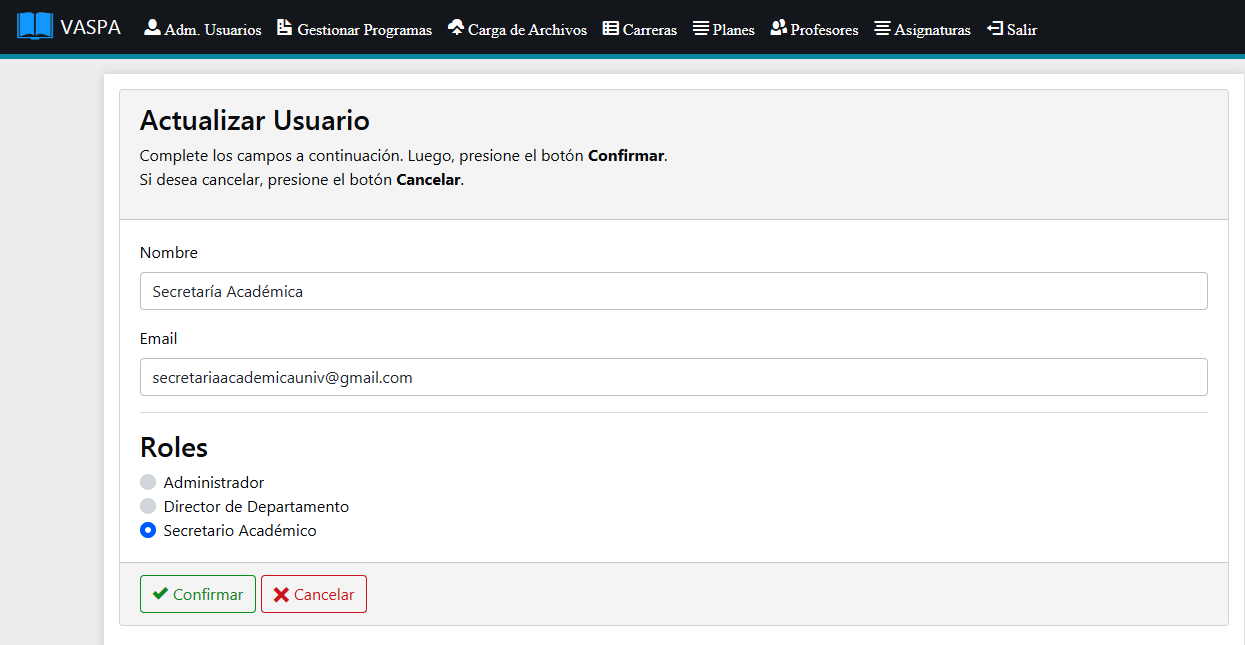 VASPA Adm. Usuarios Gestionar Programas Carga de Archivos Carreras Planes Profesores Asignaturas Salir
Actualizar Usuario
Complete los campos a continuación. Luego, presione el botón Confirmar.
Si desea cancelar, presione el botón Cancelar.
Nombre
Secretaría Académica
Email
secretariaacademicauniv@gmail.com
Roles
Administrador
Director de Departamento
Secretario Académico
Confirmar Cancelar